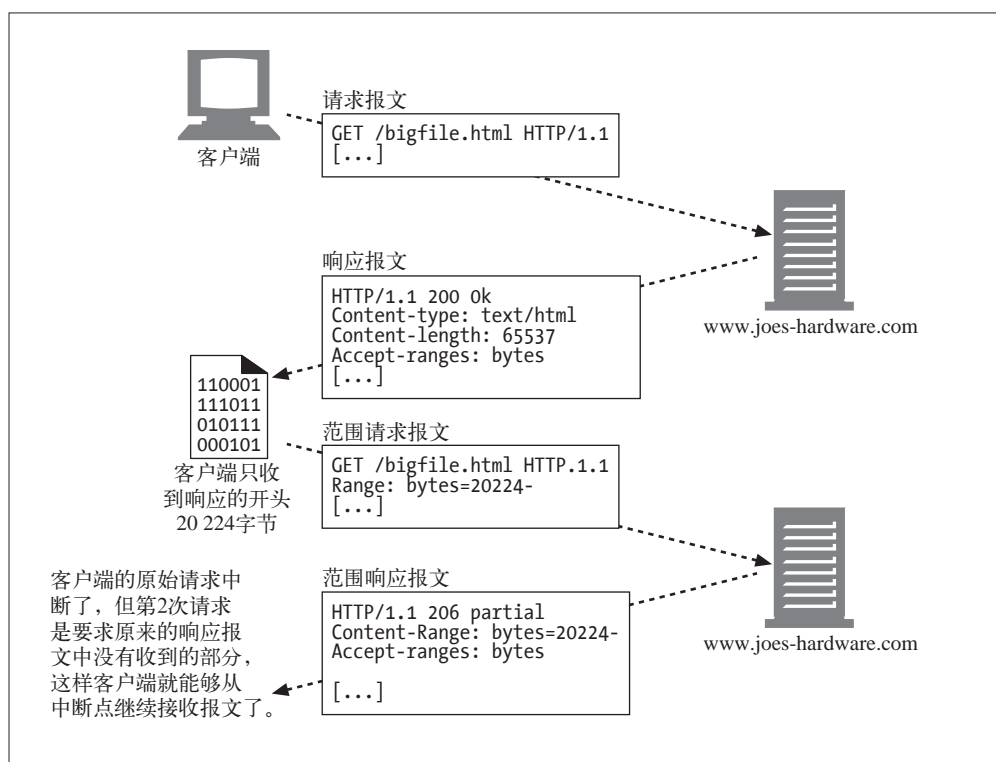 请求报文
GET /bigfile.html HTTP/1.1
[...]
客户端
响应报文
HTTP/1.1 200 Ok
Content-type: text/html
Content-length: 65537
Accept-ranges: bytes
[...]
www.joes-hardware.com
110001
111011
010111
000101
客户端只收
到响应的开头
20 224字节
范围请求报文
GET /bigfile.html HTTP.1.1
Range: bytes=20224-
[...]
客户端的原始请求中
断了，但第2次请求
是要求原来的响应报
文中没有收到的部分，
这样客户端就能够从
中断点继续接收报文了。
范围响应报文
HTTP/1.1 206 partial
Content-Range: bytes=20224-
Accept-ranges: bytes
[...]
www.joes-hardware.com